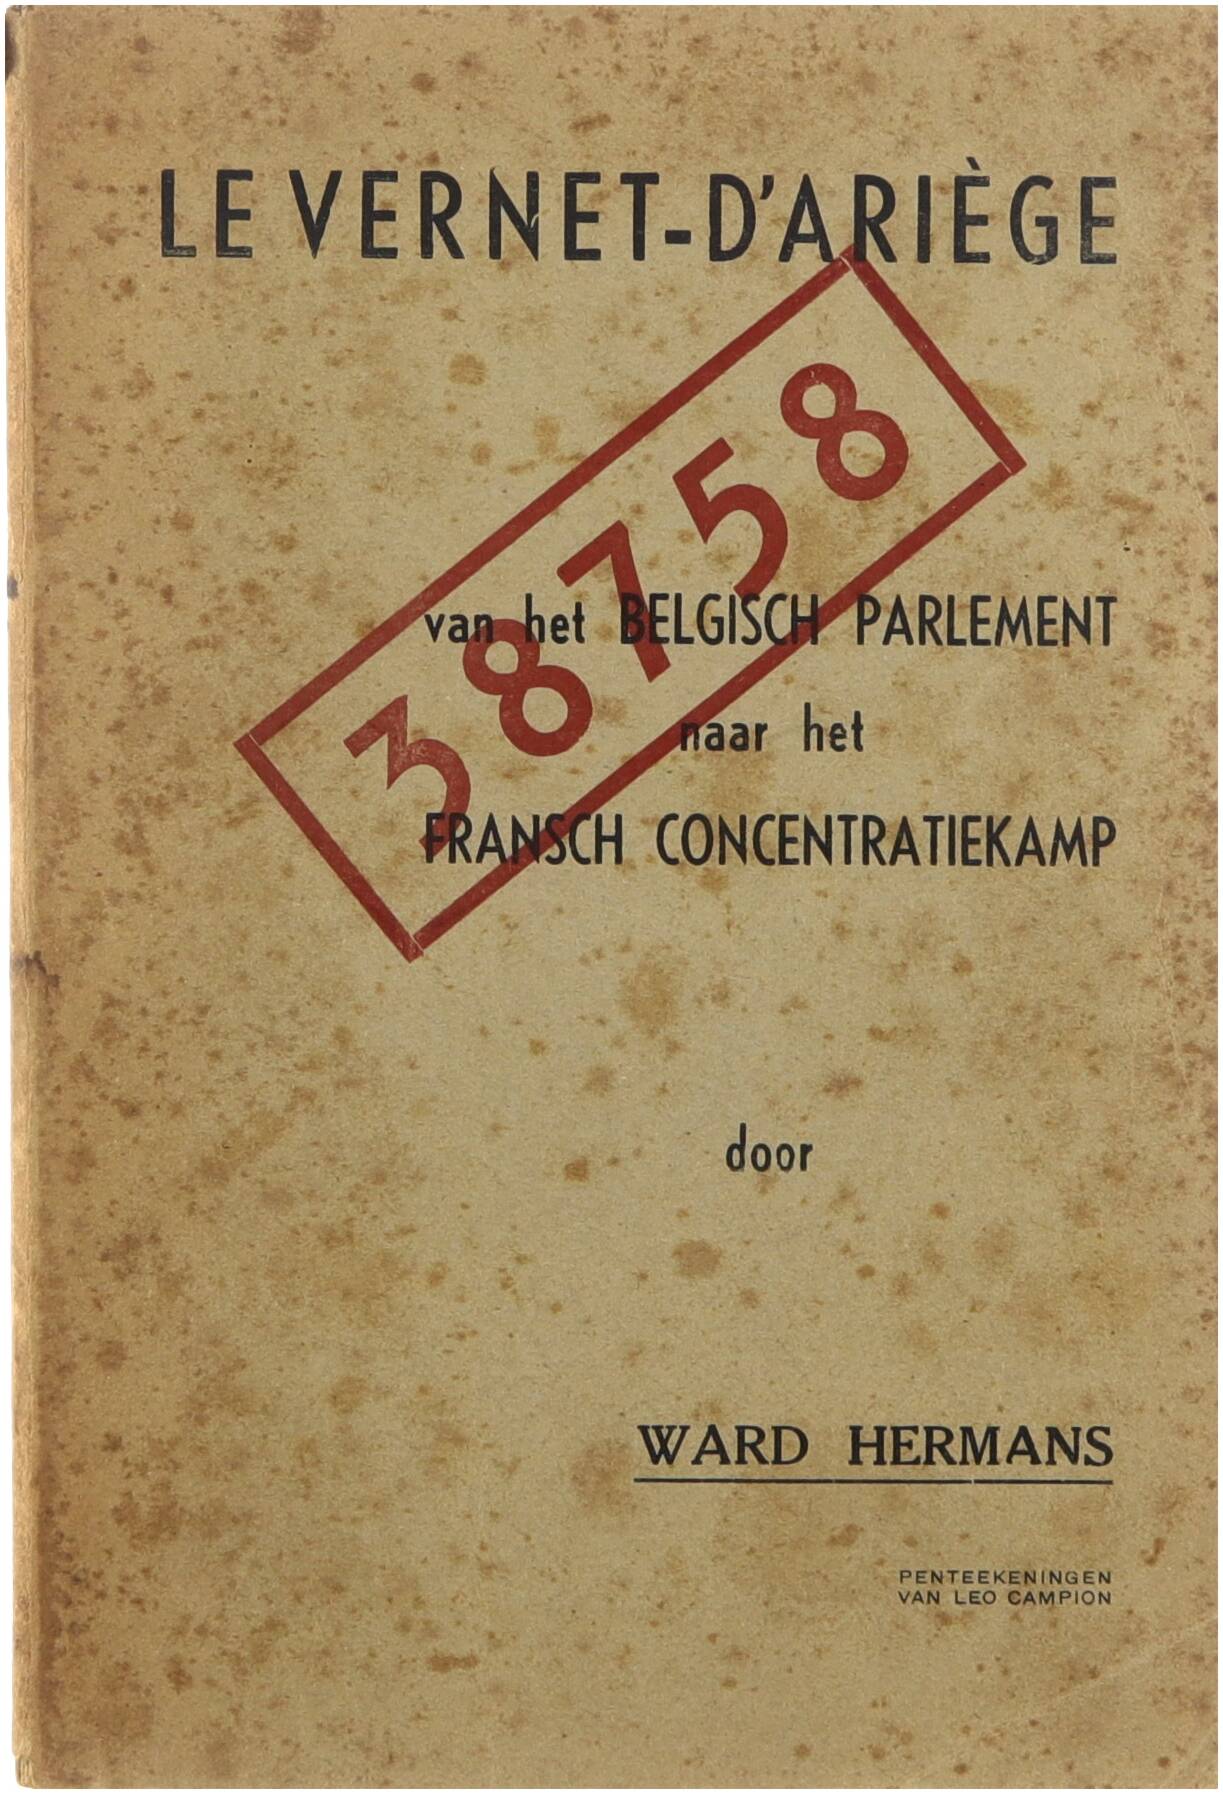 LE VERNET-D'ARIÈGE
38758
van het BELGISCH PARLEMENT
naar het
FRANSCH CONCENTRATIEKAMP
door
WARD HERMANS
PENTEEKENINGEN
VAN LEO CAMPION